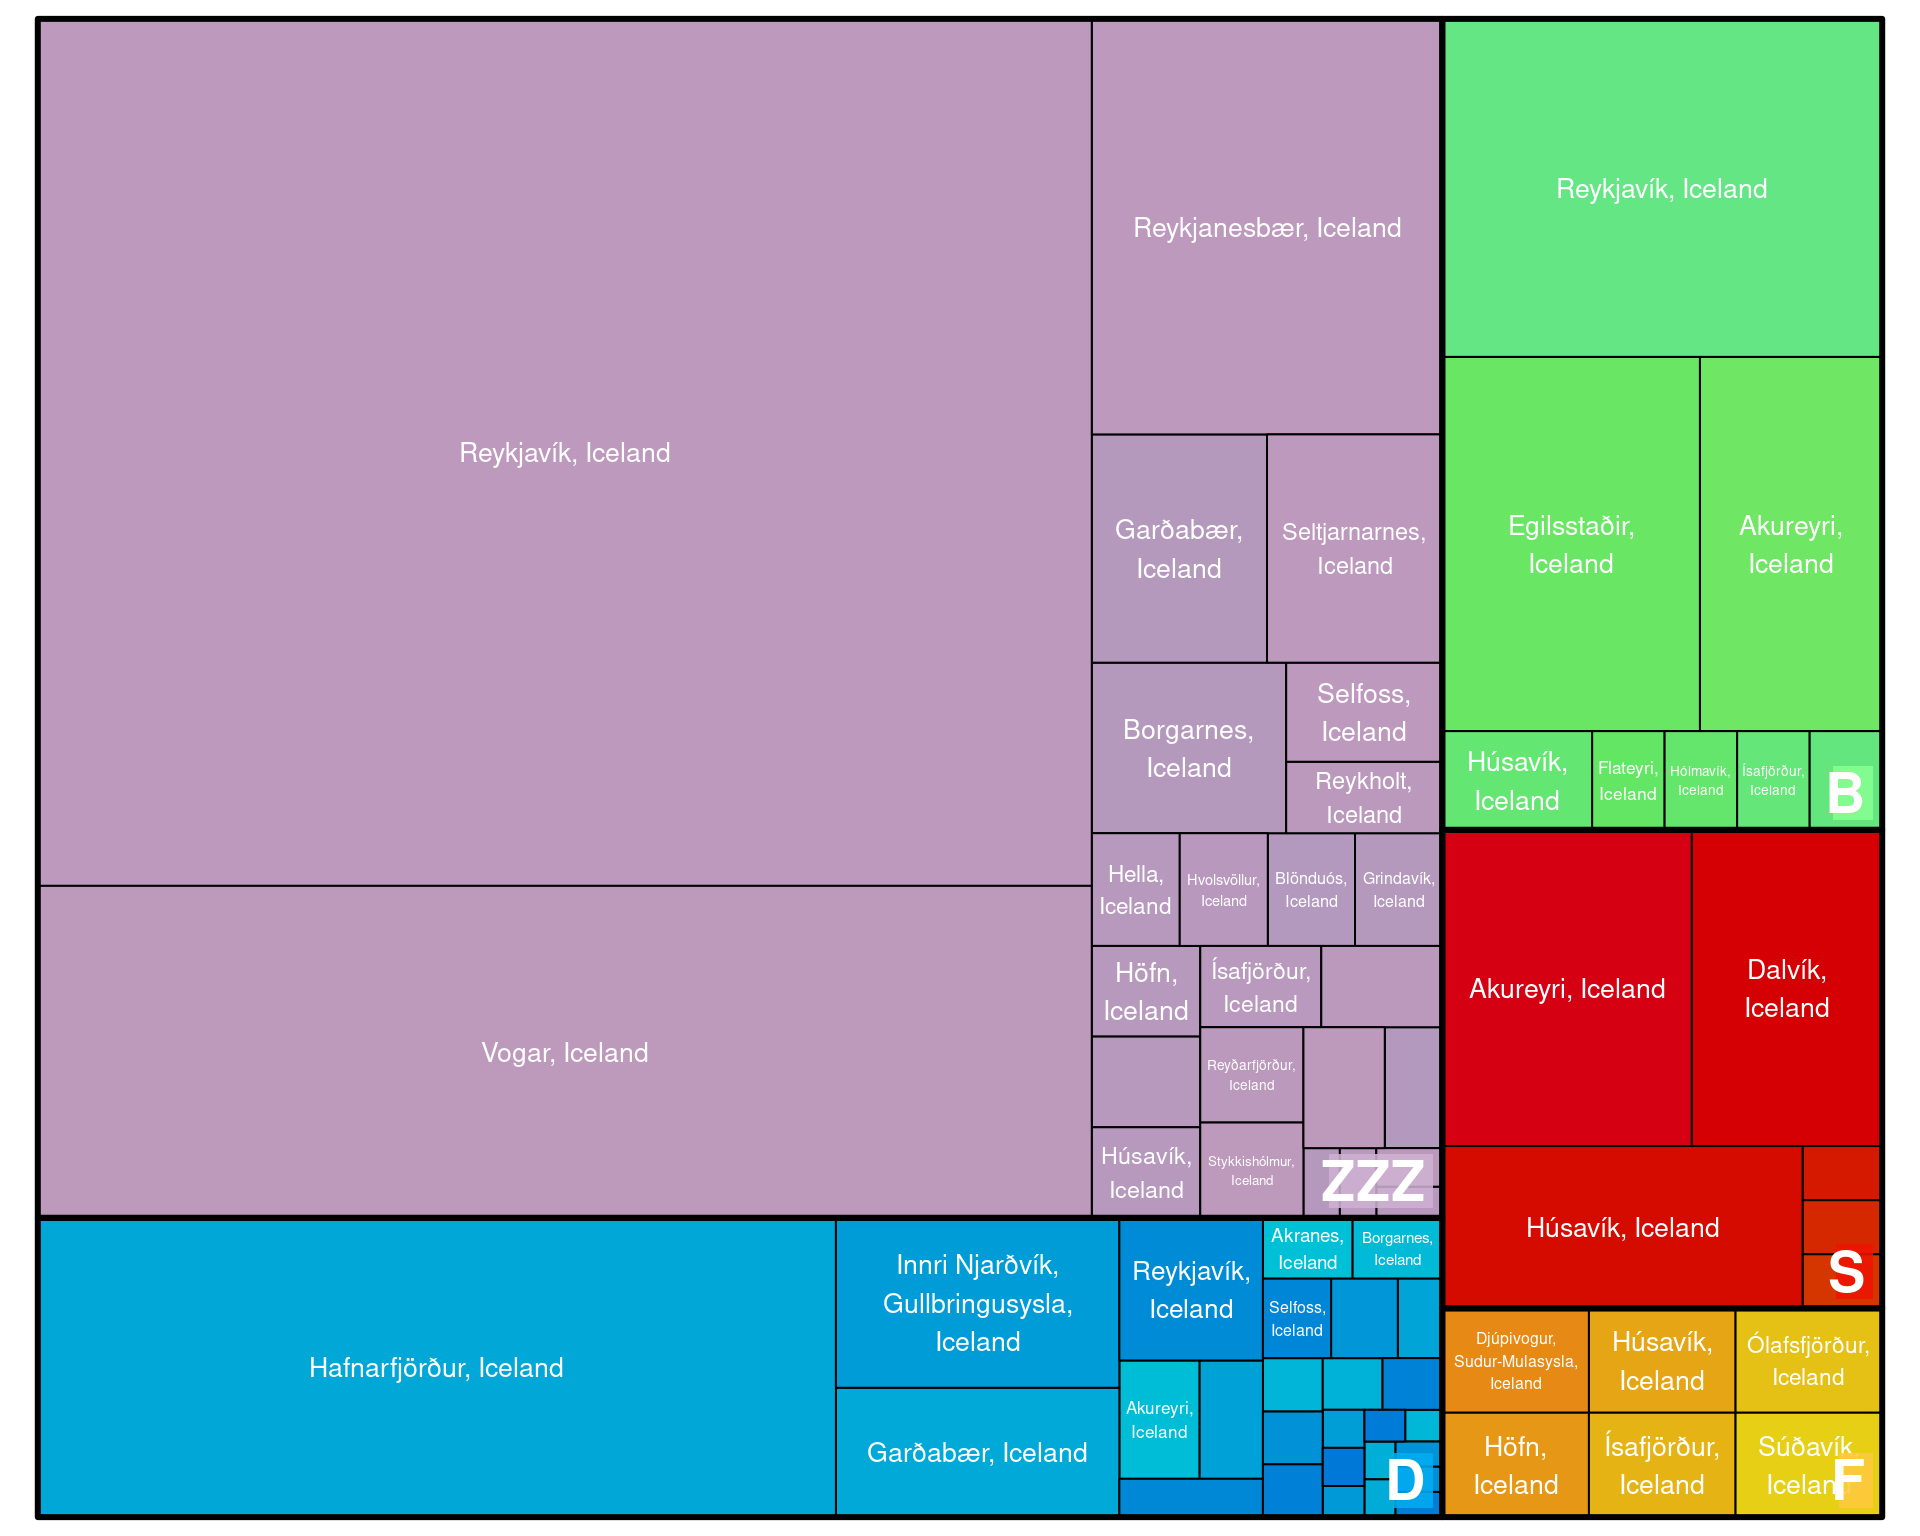 Reykjavík, Iceland
Vogar, Iceland
Reykjanesbær, Iceland
Garðabær,
Iceland
Seltjarnarnes,
Iceland
Borgarnes,
Iceland
Selfoss,
Iceland
Reykholt,
Iceland
Hella,
Iceland
Hvolsvöllur,
Iceland
Blönduós,
Iceland
Grindavík,
Iceland
Höfn,
Iceland
Ísafjörður,
Iceland
Reyðarfjörður,
Iceland
Húsavík,
Iceland
Stykkishólmur,
Iceland
ZZZ
Reykjavík, Iceland
Egilsstaðir,
Iceland
Akureyri,
Iceland
Húsavík,
Iceland
Flateyri,
Iceland
Hólmavík,
Iceland
Ísafjörður,
Iceland
B
Akureyri, Iceland
Dalvík,
Iceland
Húsavík, Iceland
S
Hafnarfjörður, Iceland
Innri Njarðvík,
Gullbringusysla,
Iceland
Garðabær, Iceland
Reykjavík,
Iceland
Akureyri,
Iceland
Akranes,
Iceland
Borgarnes,
Iceland
Selfoss,
Iceland
D
Djúpivogur,
Sudur-Mulasysla,
Iceland
Húsavík,
Iceland
Ólafsfjörður,
Iceland
Höfn,
Iceland
Ísafjörður,
Iceland
Súðavík,
Iceland
F